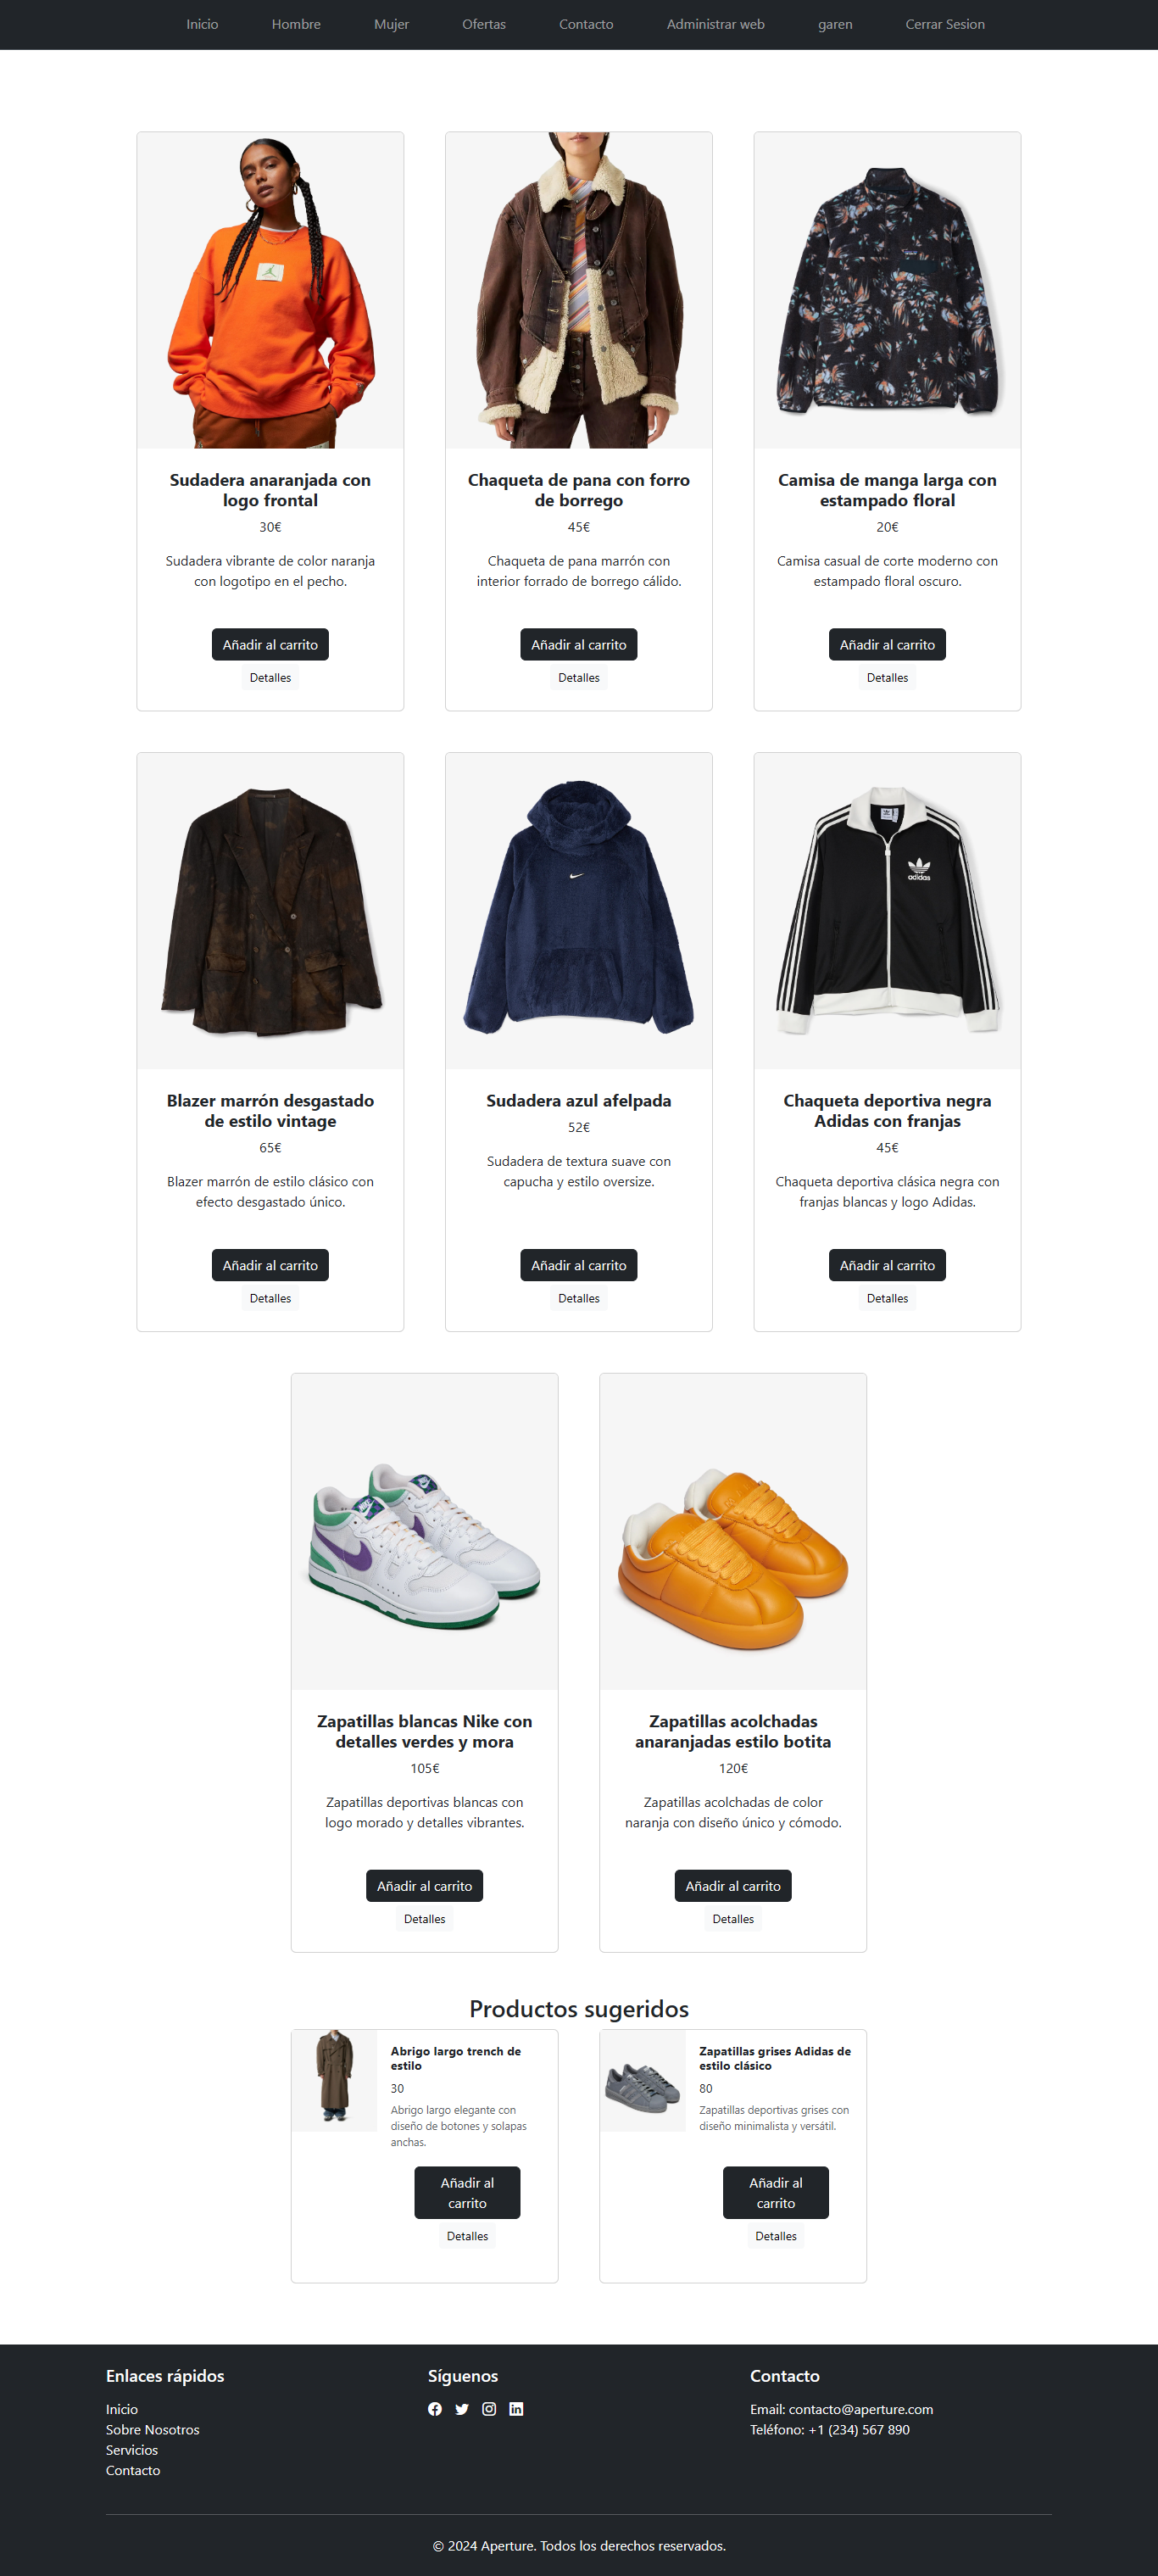 Inicio Hombre Mujer Ofertas Contacto Administrar web garen Cerrar Sesion
Sudadera anaranjada con
logo frontal
30€
Sudadera vibrante de color naranja
con logotipo en el pecho.
Añadir al carrito
Detalles
Chaqueta de pana con forro
de borrego
45€
Chaqueta de pana marrón con
interior forrado de borrego cálido.
Añadir al carrito
Detalles
Camisa de manga larga con
estampado floral
20€
Camisa casual de corte moderno con
estampado floral oscuro.
Añadir al carrito
Detalles
Blazer marrón desgastado
de estilo vintage
65€
Blazer marrón de estilo clásico con
efecto desgastado único.
Añadir al carrito
Detalles
Sudadera azul afelpada
52€
Sudadera de textura suave con
capucha y estilo oversize.
Añadir al carrito
Detalles
adidas
Chaqueta deportiva negra
Adidas con franjas
45€
Chaqueta deportiva clásica negra con
franjas blancas y logo Adidas.
Añadir al carrito
Detalles
Zapatillas blancas Nike con
detalles verdes y mora
105€
Zapatillas deportivas blancas con
logo morado y detalles vibrantes.
Añadir al carrito
Detalles
Zapatillas acolchadas
anaranjadas estilo botita
120€
Zapatillas acolchadas de color
naranja con diseño único y cómodo.
Añadir al carrito
Detalles
Productos sugeridos
Abrigo largo trench de
estilo
30
Abrigo largo elegante con
diseño de botones y solapas
anchas.
Añadir al
carrito
Detalles
Zapatillas grises Adidas de
estilo clásico
80
Zapatillas deportivas grises con
diseño minimalista y versátil.
Añadir al
carrito
Detalles
Enlaces rápidos
Inicio
Sobre Nosotros
Servicios
Contacto
Síguenos
Contacto
Email: contacto@aperture.com
Teléfono: +1 (234) 567 890
© 2024 Aperture. Todos los derechos reservados.